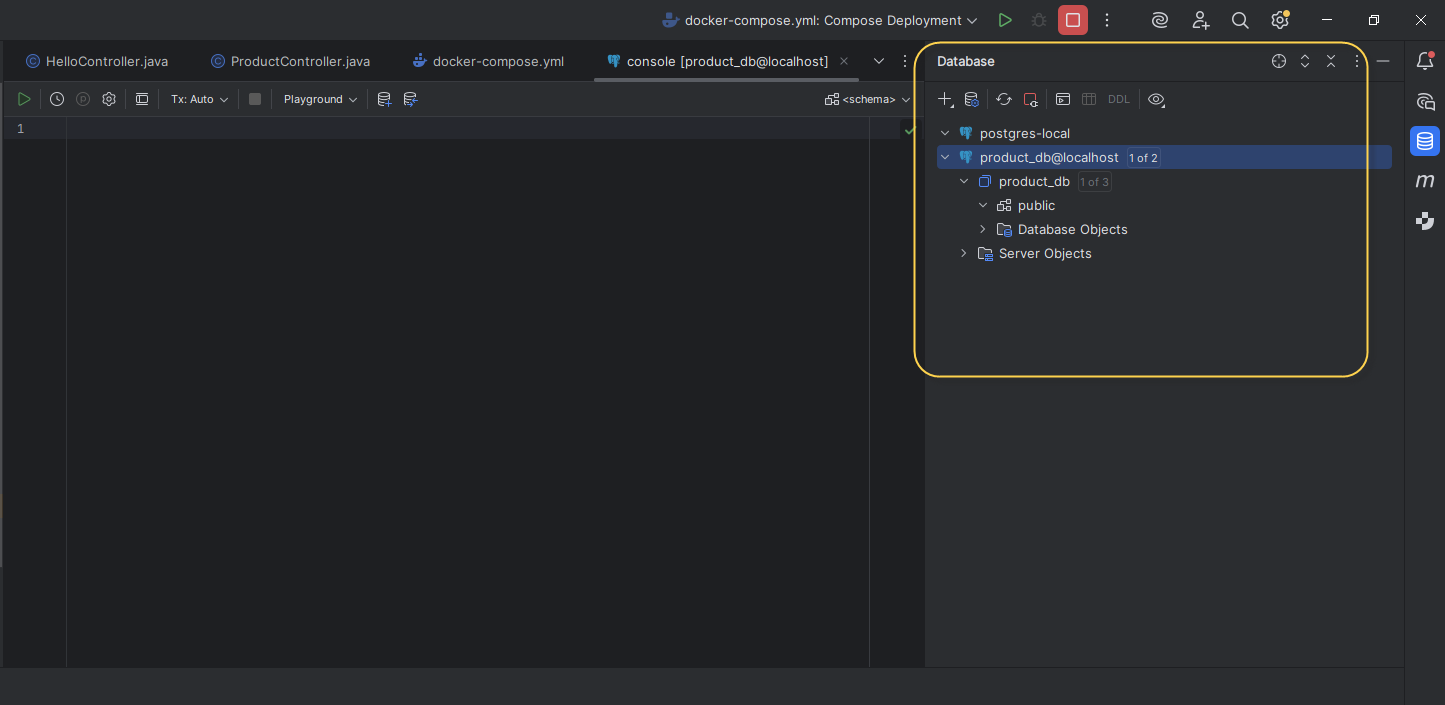 docker-compose.yml: Compose Deployment
HelloController.java
ProductController.java
docker-compose.yml
console [product_db@localhost]
Database
Tx: Auto
Playground
<schema>
DDL
1
postgres-local
product_db@localhost 1 of 2
product_db 1 of 3
public
Database Objects
Server Objects